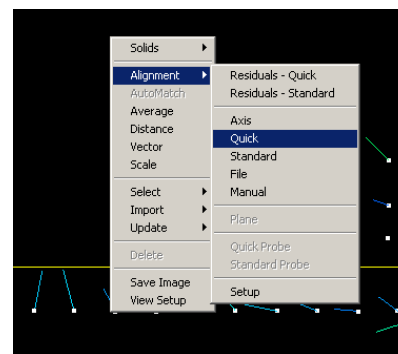 Solids
Alignment
AutoMatch
Average
Distance
Vector
Scale
Select
Import
Update
Delete
Save Image
View Setup
Residuals - Quick
Residuals - Standard
Axis
Quick
Standard
File
Manual
Plane
Quick Probe
Standard Probe
Setup